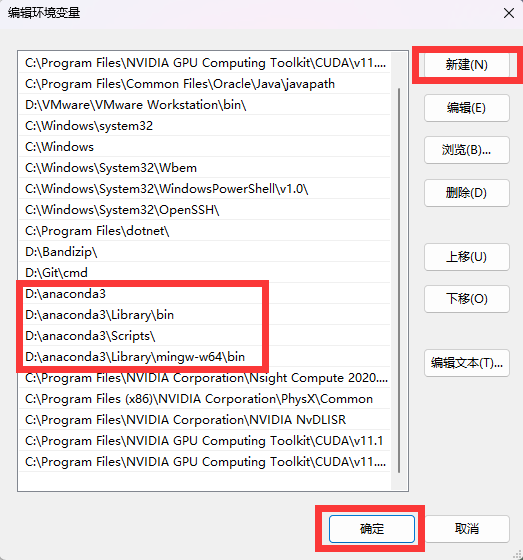 编辑环境变量
C:\Program Files\NVIDIA GPU Computing Toolkit\CUDA\v11....
新建(N)
C:\Program Files\Common Files\Oracle\Java\javapath
D:\VMware\VMware Workstation\bin\
编辑(E)
C:\Windows\system32
C:\Windows
浏览(B)...
C:\Windows\System32\Wbem
C:\Windows\System32\WindowsPowerShell\v1.0\
删除(D)
C:\Windows\System32\OpenSSH\
C:\Program Files\dotnet\
D:\Bandizip\
上移(U)
D:\Git\cmd
D:\anaconda3
下移(O)
D:\anaconda3\Library\bin
D:\anaconda3\Scripts\
D:\anaconda3\Library\mingw-w64\bin
编辑文本(T)...
C:\Program Files\NVIDIA Corporation\Nsight Compute 2020....
C:\Program Files (x86)\NVIDIA Corporation\PhysX\Common
C:\Program Files\NVIDIA Corporation\NVIDIA NvDLISR
C:\Program Files\NVIDIA GPU Computing Toolkit\CUDA\v11.1
C:\Program Files\NVIDIA GPU Computing Toolkit\CUDA\v11....
确定
取消